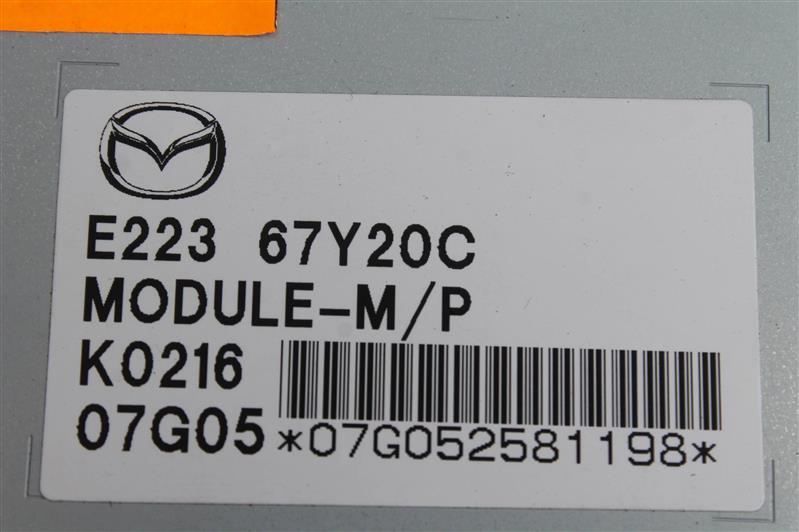 E223 67Y20C
MODULE-M/P
K0216
07G05 *07G052581198*